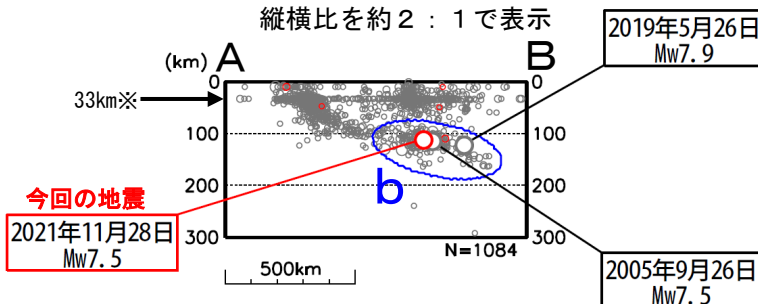 縦横比を約2:1で表示
2019年5月26日
Mw7.9
(km) A B
0 0
33km※
100 100
200 200
300 300
b
今回の地震
2021年11月28日
Mw7.5
N=1084
500km
2005年9月26日
Mw7.5